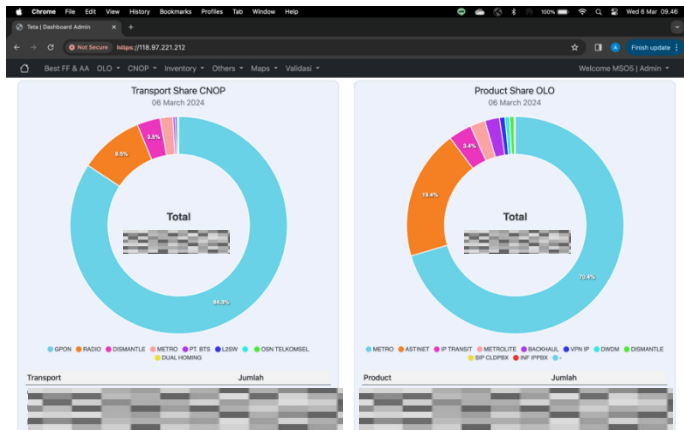 Chrome File Edit View History Bookmarks Profiles Tab Window Help 100% Wed 6 Mar 09.46
Teta | Dashboard Admin
Not Secure https://118.97.221.212 Finish update
Best FF & AA OLO CNOP Inventory Others Maps Validasi Welcome MSO5 | Admin
Transport Share CNOP
06 March 2024
3.5%
Total
84.9%
GPON RADIO DISMANTLE METRO PT. BTS L2SW - OSN TELKOMSEL
DUAL HOMING
Transport Jumlah
Product Share OLO
06 March 2024
3.4%
19.4%
Total
70.4%
METRO ASTINET IP TRANSIT METROLITE BACKHAUL VPN IP DWDM DISMANTLE
SIP CLDPBX INF IPPBX -
Product Jumlah